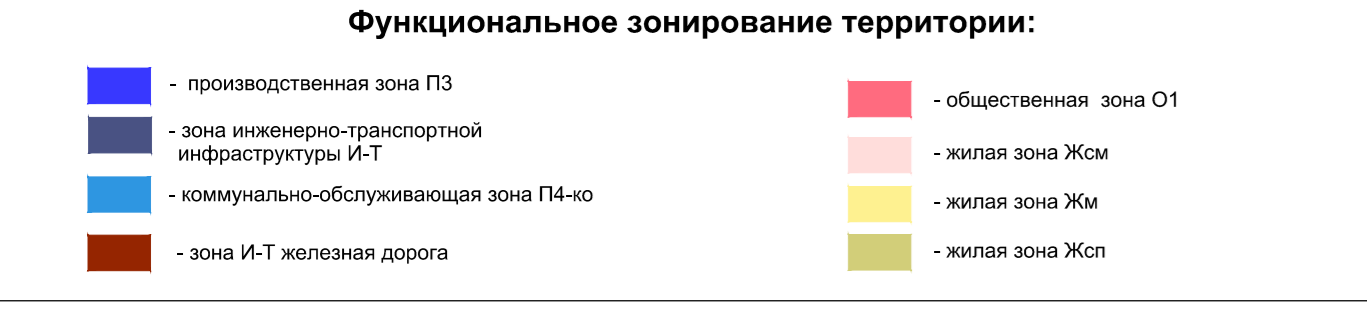 Функциональное зонирование территории:
- производственная зона П3
- зона инженерно-транспортной
инфраструктуры И-Т
- коммунально-обслуживающая зона П4-ко
- зона И-Т железная дорога
- общественная зона О1
- жилая зона Жсм
- жилая зона Жм
- жилая зона Жсп